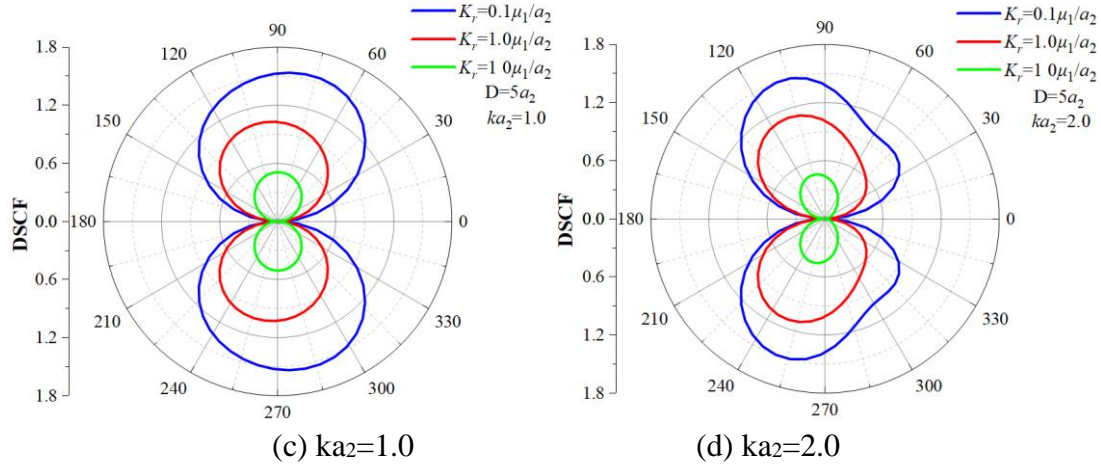 K_r=0.1μ_1/a_2
K_r=1.0μ_1/a_2
K_r=1 0μ_1/a_2
D=5a_2
ka_2=1.0
90
120
60
150
30
180
0
210
330
240
300
270
1.8
1.2
0.6
0.0
0.6
1.2
1.8
DSCF
(c) ka₂=1.0
K_r=0.1μ_1/a_2
K_r=1.0μ_1/a_2
K_r=1 0μ_1/a_2
D=5a_2
ka_2=2.0
90
120
60
150
30
180
0
210
330
240
300
270
1.8
1.2
0.6
0.0
0.6
1.2
1.8
DSCF
(d) ka₂=2.0